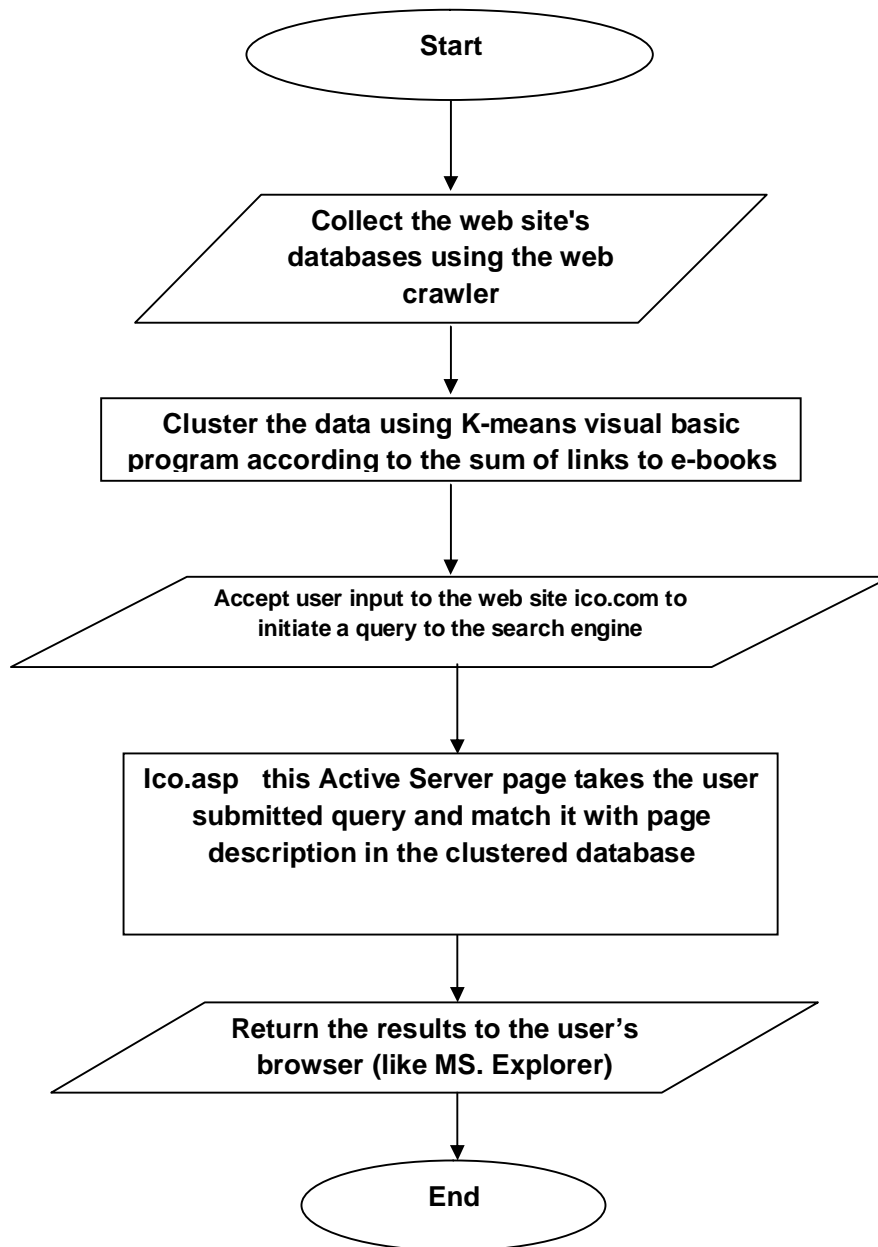 Start
Collect the web site's
databases using the web
crawler
Cluster the data using K-means visual basic
program according to the sum of links to e-books
Accept user input to the web site ico.com to
initiate a query to the search engine
Ico.asp this Active Server page takes the user
submitted query and match it with page
description in the clustered database
Return the results to the user’s
browser (like MS. Explorer)
End